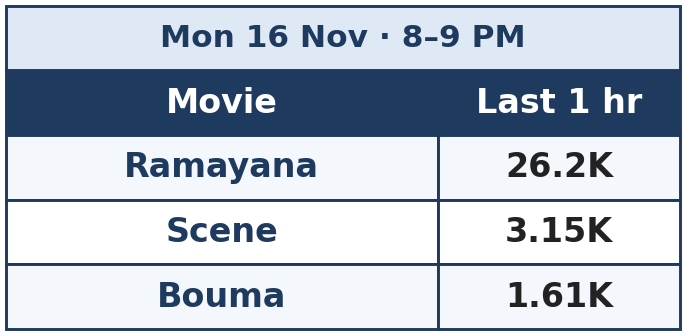 Mon 16 Nov · 8–9 PM
Movie Last 1 hr
Ramayana 26.2K
Scene 3.15K
Bouma 1.61K